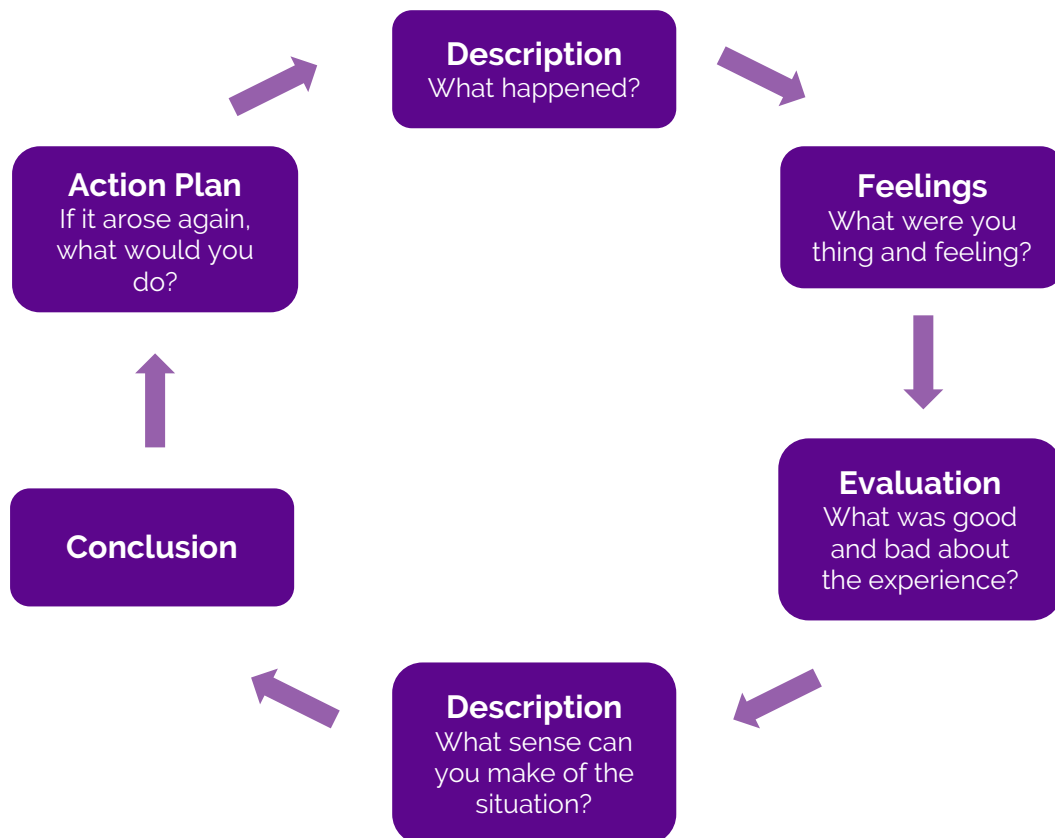 Description
What happened?
Feelings
What were you
thing and feeling?
Evaluation
What was good
and bad about
the experience?
Description
What sense can
you make of the
situation?
Conclusion
Action Plan
If it arose again,
what would you
do?